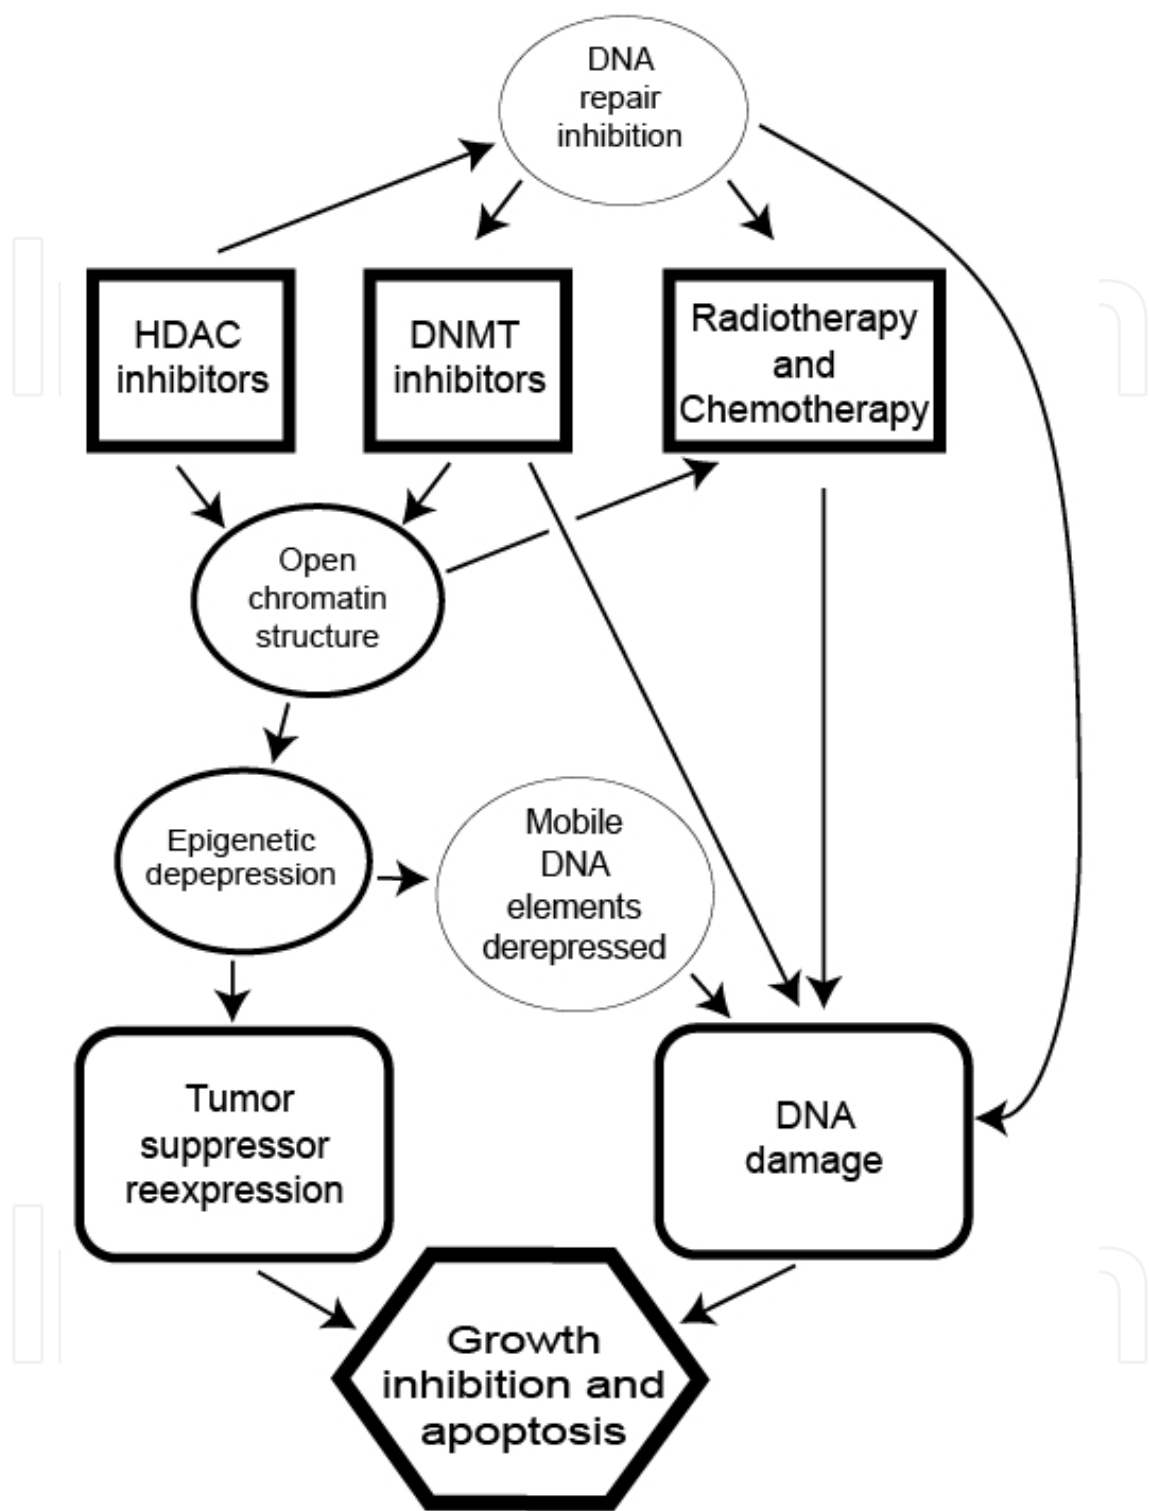 DNA
repair
inhibition
HDAC
inhibitors
DNMT
inhibitors
Radiotherapy
and
Chemotherapy
Open
chromatin
structure
Epigenetic
depepression
Mobile
DNA
elements
derepressed
Tumor
suppressor
reexpression
DNA
damage
Growth
inhibition and
apoptosis